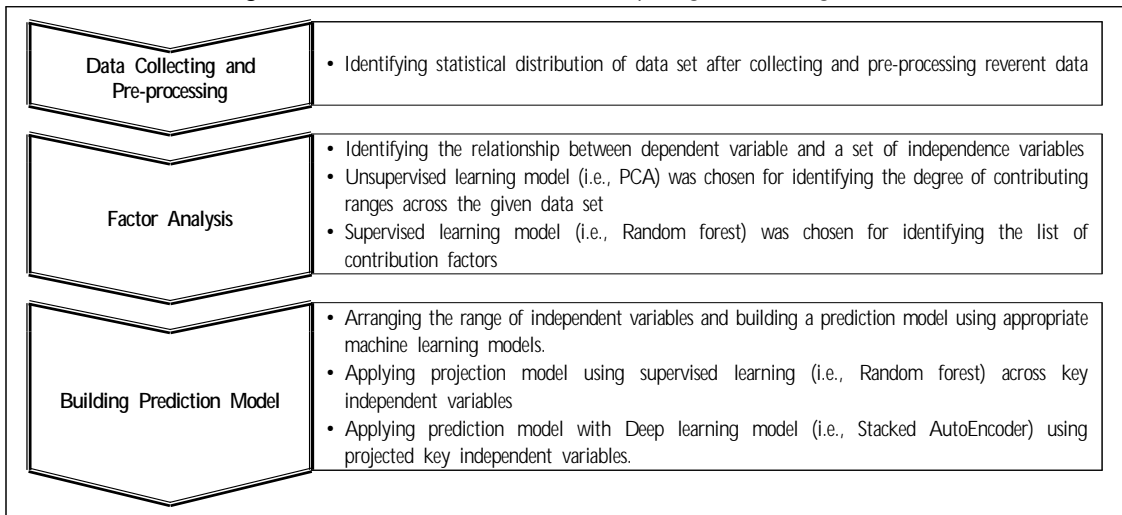 Data Collecting and
Pre-processing
• Identifying statistical distribution of data set after collecting and pre-processing reverent data
Factor Analysis
• Identifying the relationship between dependent variable and a set of independence variables
• Unsupervised learning model (i.e., PCA) was chosen for identifying the degree of contributing
ranges across the given data set
• Supervised learning model (i.e., Random forest) was chosen for identifying the list of
contribution factors
Building Prediction Model
• Arranging the range of independent variables and building a prediction model using appropriate
machine learning models.
• Applying projection model using supervised learning (i.e., Random forest) across key
independent variables
• Applying prediction model with Deep learning model (i.e., Stacked AutoEncoder) using
projected key independent variables.